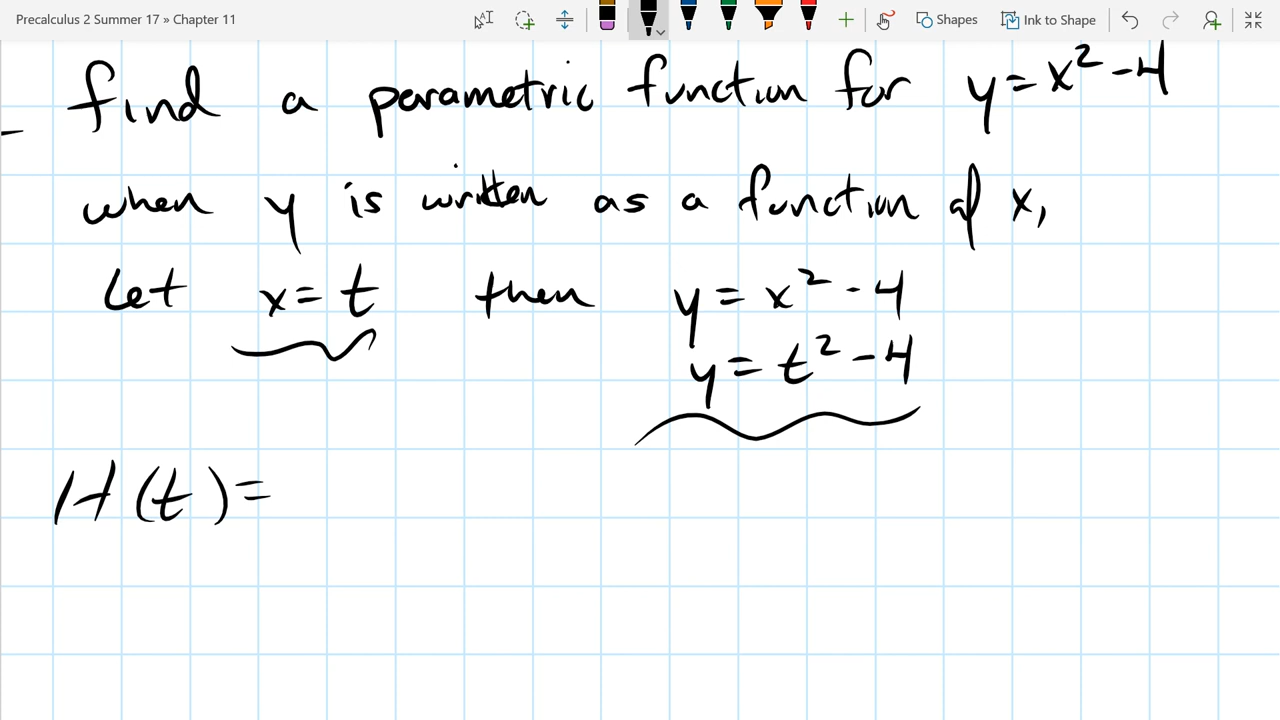 Precalculus 2 Summer 17 » Chapter 11
Shapes
Ink to Shape
find a parametric function for y = x² - 4
when y is written as a function of x,
Let x = t then y = x² - 4
y = t² - 4
H(t) =